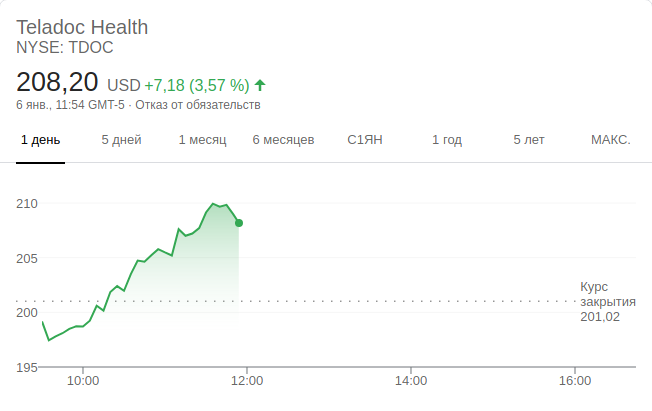 Teladoc Health
NYSE: TDOC
208,20 USD +7,18 (3,57 %)
6 янв., 11:54 GMT-5 · Отказ от обязательств
1 день 5 дней 1 месяц 6 месяцев С1ЯН 1 год 5 лет МАКС.
210
205
Курс
закрытия
201,02
200
195
10:00 12:00 14:00 16:00